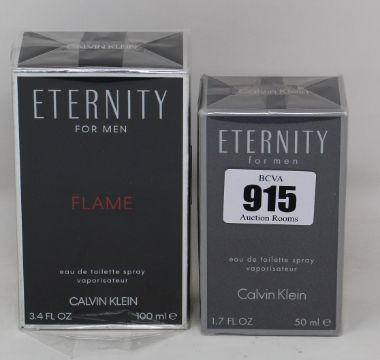 CALVIN KLEIN
ETERNITY
FOR MEN
FLAME
eau de toilette spray
vaporisateur
CALVIN KLEIN
3.4 FL OZ 100 ml ℮
Calvin Klein
ETERNITY
for men
BCVA
915
Auction Rooms
eau de toilette spray
vaporisateur
Calvin Klein
1.7 FL OZ 50 ml ℮